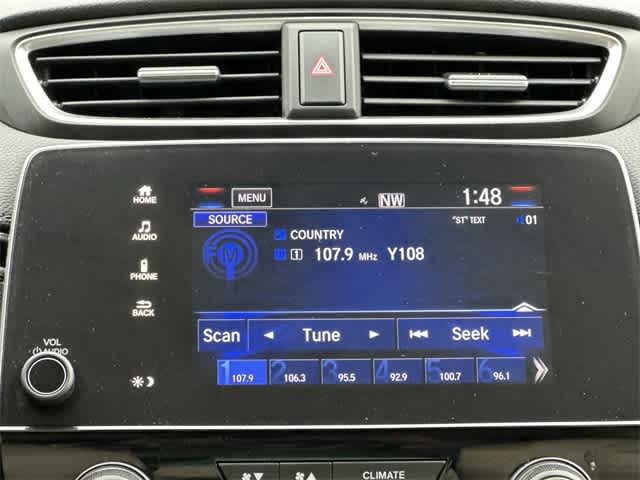 MENU
NW
1:48
SOURCE
"ST" TEXT
01
FM
COUNTRY
1 107.9 MHz Y108
Scan
Tune
Seek
1 107.9
2 106.3
3 95.5
4 92.9
5 100.7
6 96.1
HOME
AUDIO
PHONE
BACK
VOL
AUDIO
CLIMATE